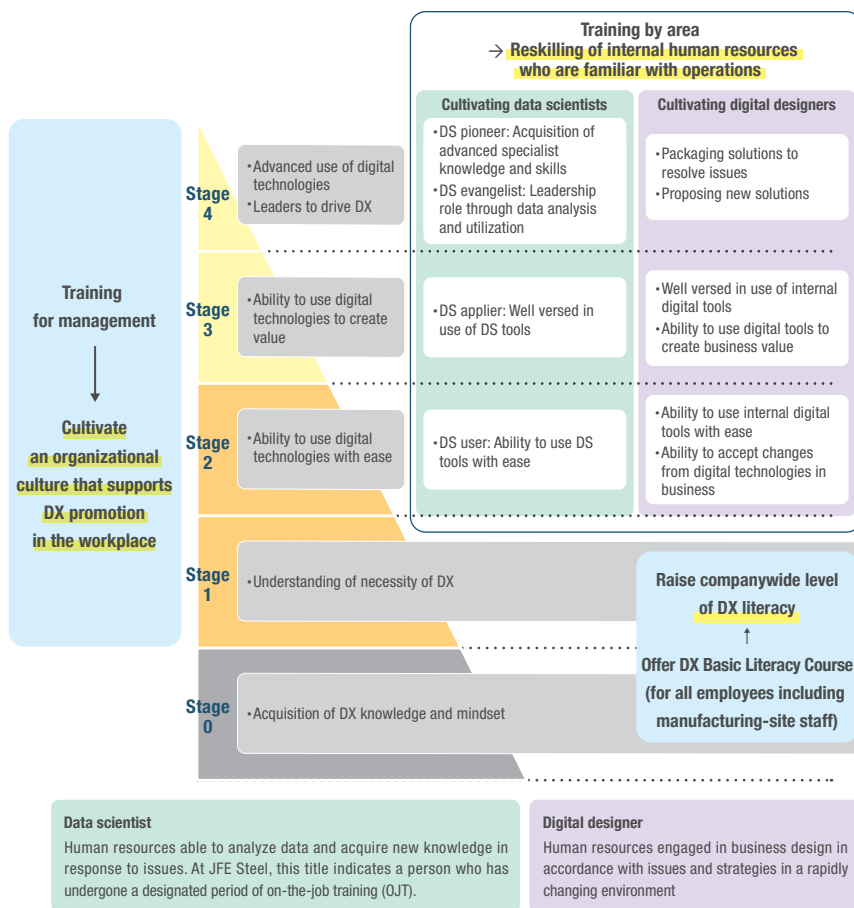 Training by area
→ Reskilling of internal human resources
who are familiar with operations
Cultivating data scientists
Cultivating digital designers
Training
for management
Cultivate
an organizational
culture that supports
DX promotion
in the workplace
Stage
4
•Advanced use of digital
technologies
•Leaders to drive DX
•DS pioneer: Acquisition of
advanced specialist
knowledge and skills
•DS evangelist: Leadership
role through data analysis
and utilization
•Packaging solutions to
resolve issues
•Proposing new solutions
Stage
3
•Ability to use digital
technologies to create
value
•DS applier: Well versed in
use of DS tools
•Well versed in use of internal
digital tools
•Ability to use digital tools to
create business value
Stage
2
•Ability to use digital
technologies with ease
•DS user: Ability to use DS
tools with ease
•Ability to use internal digital
tools with ease
•Ability to accept changes
from digital technologies in
business
Stage
1
•Understanding of necessity of DX
Stage
0
•Acquisition of DX knowledge and mindset
Raise companywide level
of DX literacy
↑
Offer DX Basic Literacy Course
(for all employees including
manufacturing-site staff)
Data scientist
Human resources able to analyze data and acquire new knowledge in
response to issues. At JFE Steel, this title indicates a person who has
undergone a designated period of on-the-job training (OJT).
Digital designer
Human resources engaged in business design in
accordance with issues and strategies in a rapidly
changing environment